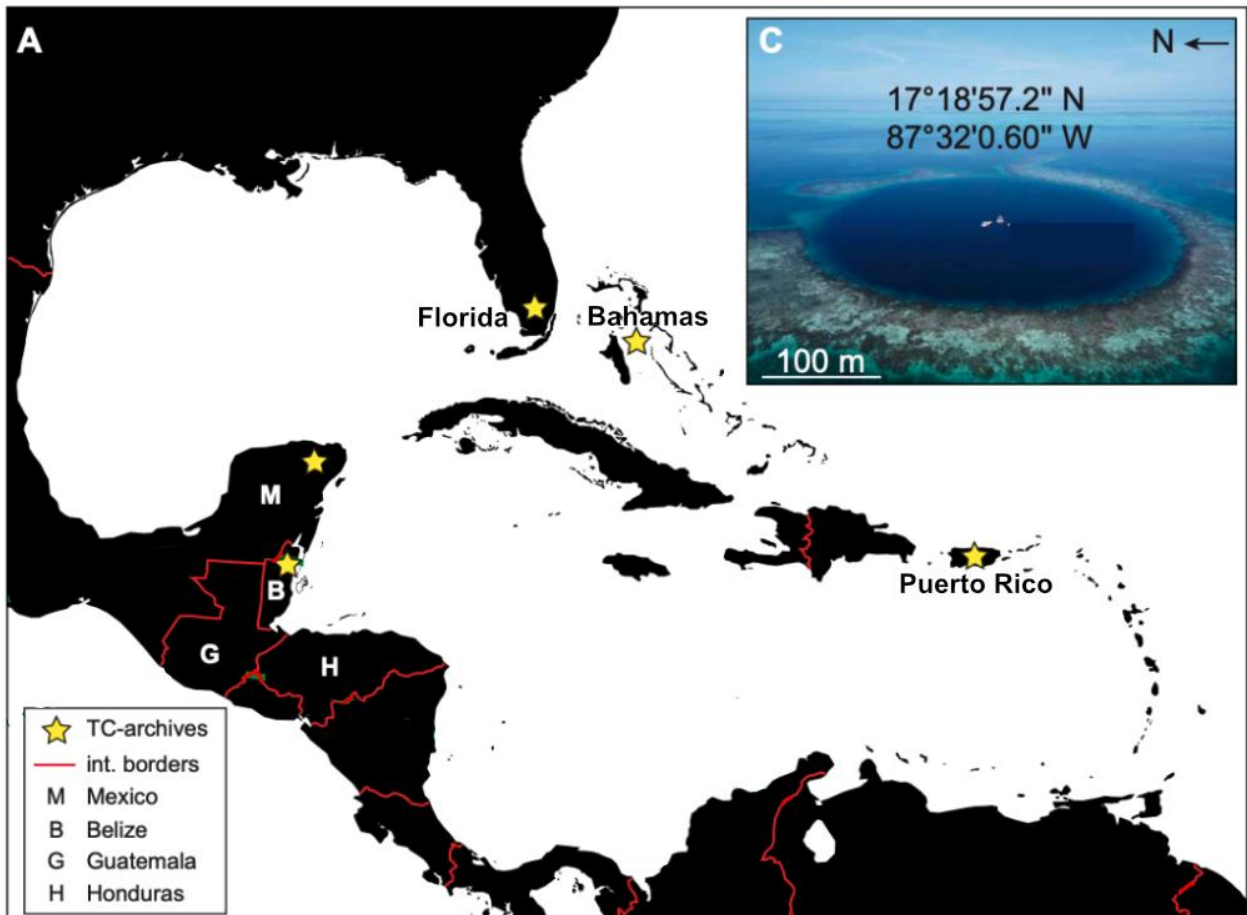 A
C
N
17°18'57.2" N
87°32'0.60" W
100 m
Florida
Bahamas
M
B
Puerto Rico
G
H
TC-archives
int. borders
M Mexico
B Belize
G Guatemala
H Honduras